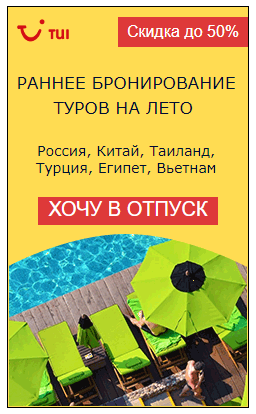 TUI
Скидка до 50%
РАННЕЕ БРОНИРОВАНИЕ
ТУРОВ НА ЛЕТО
Россия, Китай, Таиланд,
Турция, Египет, Вьетнам
ХОЧУ В ОТПУСК